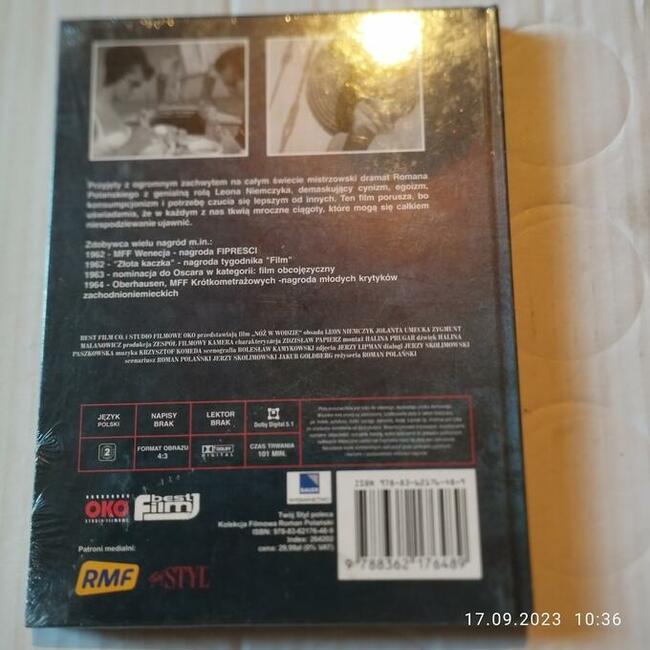 Przyjęty z ogromnym zachwytem na całym świecie mistrzowski dramat Romana
Polańskiego z genialną rolą Leona Niemczyka, demaskujący cynizm, egoizm,
konsumpcjonizm i potrzebę czucia się lepszym od innych. Ten film porusza, bo
uświadamia, że w każdym z nas tkwią mroczne ciągoty, które mogą się całkiem
niespodziewanie ujawnić.
Zdobywca wielu nagród m.in.:
1962 - MFF Wenecja - nagroda FIPRESCI
1962 - "Złota kaczka" - nagroda tygodnika "Film"
1963 - nominacja do Oscara w kategorii: film obcojęzyczny
1964 - Oberhausen, MFF Krótkometrażowych -nagroda młodych krytyków
zachodnioniemieckich
BEST FILM CO. i STUDIO FILMOWE OKO przedstawiają film „NÓŻ W WODZIE" obsada LEON NIEMCZYK JOLANTA UMECKA ZYGMUNT
MALANOWICZ produkcja ZESPÓŁ FILMOWY KAMERA charakteryzacja ZDZISŁAW PAPIERZ montaż HALINA PRUGAR dźwięk HALINA
PASZKOWSKA muzyka KRZYSZTOF KOMEDA scenografia BOLESŁAW KAMYKOWSKI zdjęcia JERZY LIPMAN dialogi JERZY SKOLIMOWSKI
scenariusz ROMAN POLAŃSKI JERZY SKOLIMOWSKI JAKUB GOLDBERG reżyseria ROMAN POLAŃSKI
JĘZYK POLSKI
NAPISY BRAK
LEKTOR BRAK
Dolby Digital 5.1
2
FORMAT OBRAZU 4:3
DOLBY DIGITAL
CZAS TRWANIA 101 MIN.
OKO
STUDIO FILMOWE
best film
BAUER
WYDAWNICTWO
Twój Styl poleca
Kolekcja Filmowa Roman Polański
ISBN: 978-83-62176-48-9
Index: 264202
cena: 29,99zł (0% VAT)
ISBN 978-83-62176-48-9
9 788362 176489
Patroni medialni:
RMF
STYL
17.09.2023 10:36